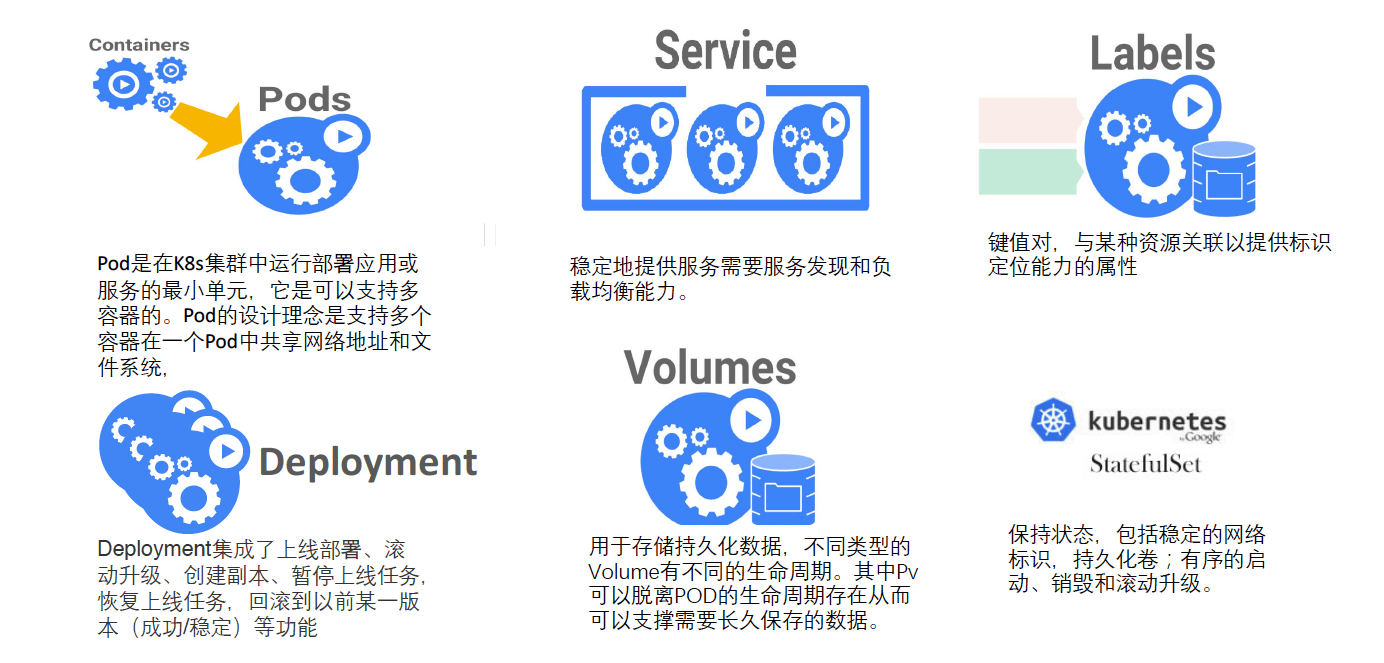 Containers
Pods
Pod是在K8s集群中运行部署应用或
服务的最小单元，它是可以支持多
容器的。Pod的设计理念是支持多个
容器在一个Pod中共享网络地址和文
件系统,
Service
稳定地提供服务需要服务发现和负
载均衡能力。
Labels
键值对，与某种资源关联以提供标识
定位能力的属性
Deployment
Deployment集成了上线部署、滚
动升级、创建副本、暂停上线任务，
恢复上线任务，回滚到以前某一版
本（成功/稳定）等功能
Volumes
用于存储持久化数据，不同类型的
Volume有不同的生命周期。其中Pv
可以脱离POD的生命周期存在从而
可以支撑需要长久保存的数据。
kubernetes
by Google
StatefulSet
保持状态，包括稳定的网络
标识，持久化卷；有序的启
动、销毁和滚动升级。